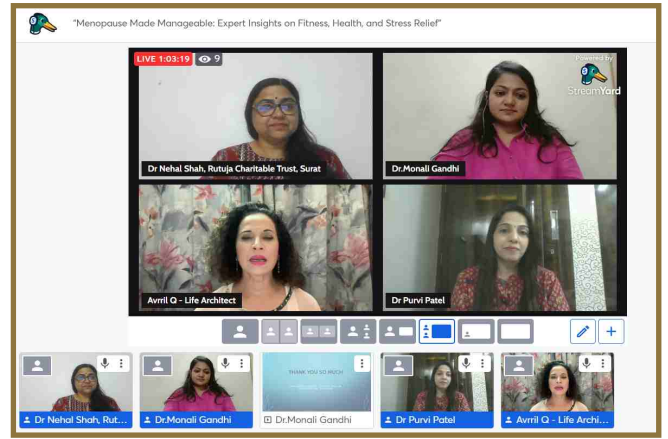 "Menopause Made Manageable: Expert Insights on Fitness, Health, and Stress Relief"
LIVE 1:03:19 9
Powered by
StreamYard
Dr Nehal Shah, Rutuja Charitable Trust, Surat
Dr.Monali Gandhi
Avrril Q - Life Architect
Dr Purvi Patel
THANK YOU SO MUCH
Dr Nehal Shah, Rut...
Dr.Monali Gandhi
Dr.Monali Gandhi
Dr Purvi Patel
Avrril Q - Life Archi...